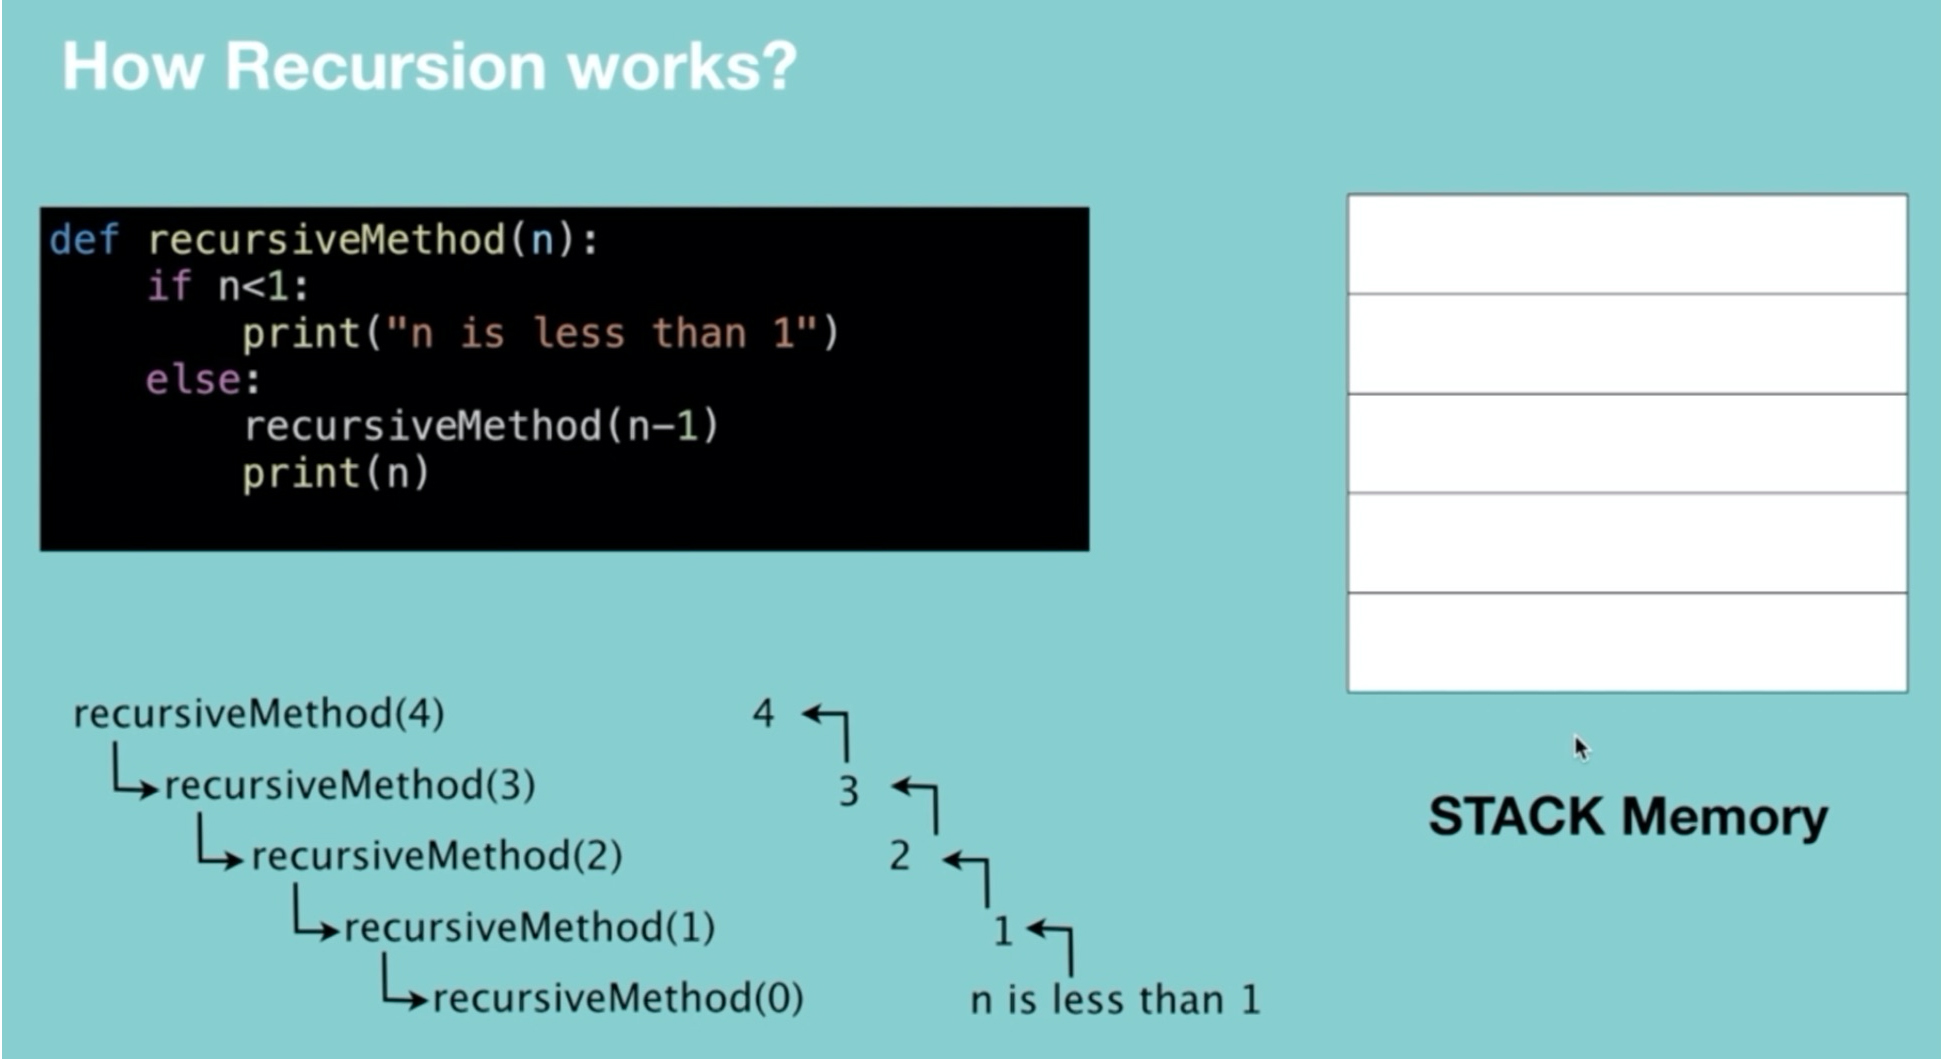 How Recursion works?
def recursiveMethod(n):
    if n<1:
        print("n is less than 1")
    else:
        recursiveMethod(n-1)
        print(n)
recursiveMethod(4)
recursiveMethod(3)
recursiveMethod(2)
recursiveMethod(1)
recursiveMethod(0)
4
3
2
1
n is less than 1
STACK Memory